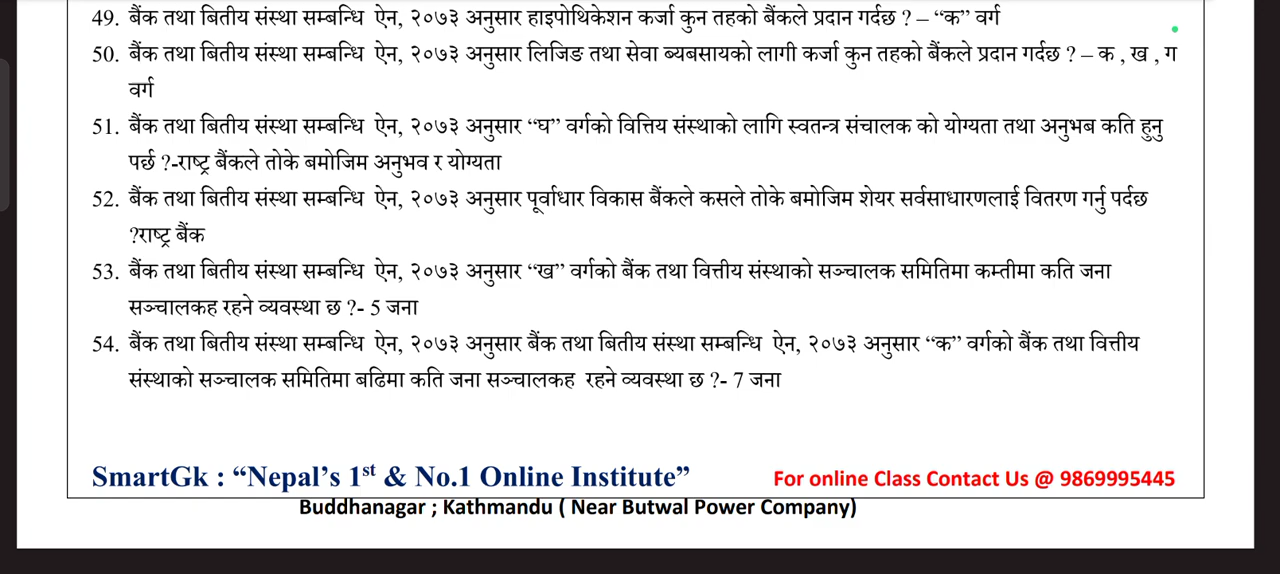 49. बैंक तथा बितीय संस्था सम्बन्धि ऐन, २०७३ अनुसार हाइपोथिकेशन कर्जा कुन तहको बैंकले प्रदान गर्दछ ? – “क” वर्ग
50. बैंक तथा बितीय संस्था सम्बन्धि ऐन, २०७३ अनुसार लिजिङ तथा सेवा ब्यबसायको लागी कर्जा कुन तहको बैंकले प्रदान गर्दछ ? – क , ख , ग
वर्ग
51. बैंक तथा बितीय संस्था सम्बन्धि ऐन, २०७३ अनुसार “घ” वर्गको वित्तिय संस्थाको लागि स्वतन्त्र संचालक को योग्यता तथा अनुभब कति हुनु
पर्छ ?-राष्ट्र बैंकले तोके बमोजिम अनुभव र योग्यता
52. बैंक तथा बितीय संस्था सम्बन्धि ऐन, २०७३ अनुसार पूर्वाधार विकास बैंकले कसले तोके बमोजिम शेयर सर्वसाधारणलाई वितरण गर्नु पर्दछ
?राष्ट्र बैंक
53. बैंक तथा बितीय संस्था सम्बन्धि ऐन, २०७३ अनुसार “ख” वर्गको बैंक तथा वित्तीय संस्थाको सञ्चालक समितिमा कम्तीमा कति जना
सञ्चालकह रहने व्यवस्था छ ?- 5 जना
54. बैंक तथा बितीय संस्था सम्बन्धि ऐन, २०७३ अनुसार बैंक तथा बितीय संस्था सम्बन्धि ऐन, २०७३ अनुसार “क” वर्गको बैंक तथा वित्तीय
संस्थाको सञ्चालक समितिमा बढिमा कति जना सञ्चालकह रहने व्यवस्था छ ?- 7 जना
SmartGk : “Nepal’s 1st & No.1 Online Institute” For online Class Contact Us @ 9869995445
Buddhanagar ; Kathmandu ( Near Butwal Power Company)